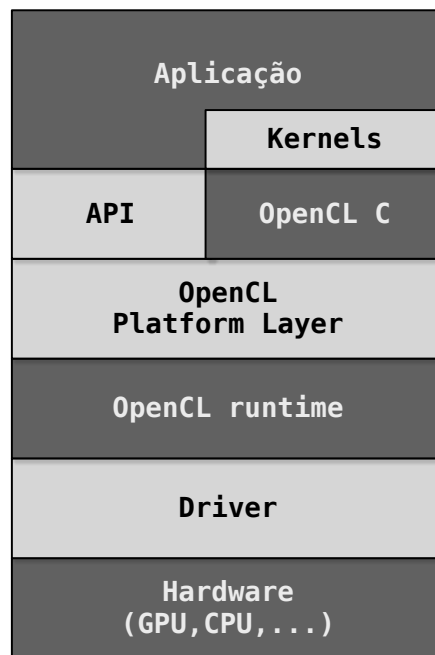 Aplicação
Kernels
API
OpenCL C
OpenCL
Platform Layer
OpenCL runtime
Driver
Hardware
(GPU,CPU,...)